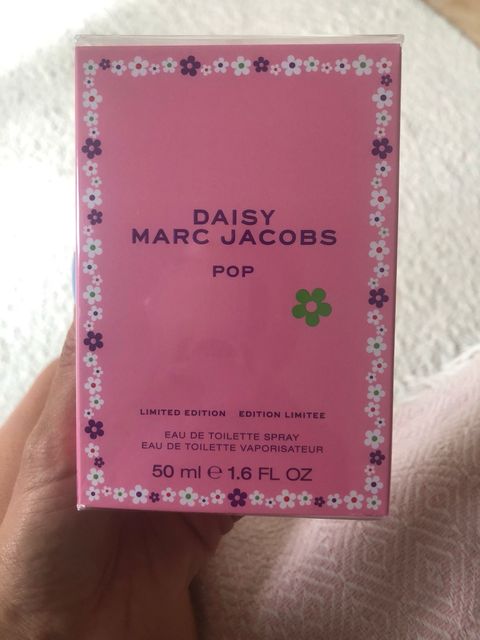 DAISY
MARC JACOBS
POP
LIMITED EDITION EDITION LIMITEE
EAU DE TOILETTE SPRAY
EAU DE TOILETTE VAPORISATEUR
50 ml ℮ 1.6 FL OZ